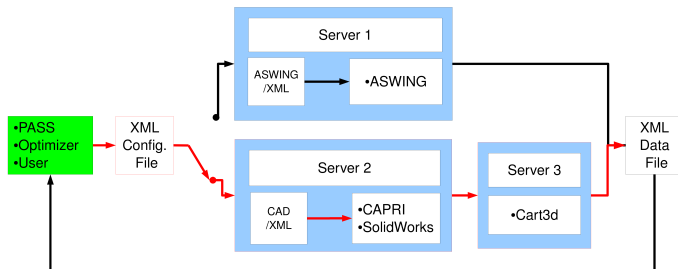 •PASS
•Optimizer
•User
XML
Config.
File
Server 1
ASWING
/XML
•ASWING
Server 2
CAD
/XML
•CAPRI
•SolidWorks
Server 3
•Cart3d
XML
Data
File